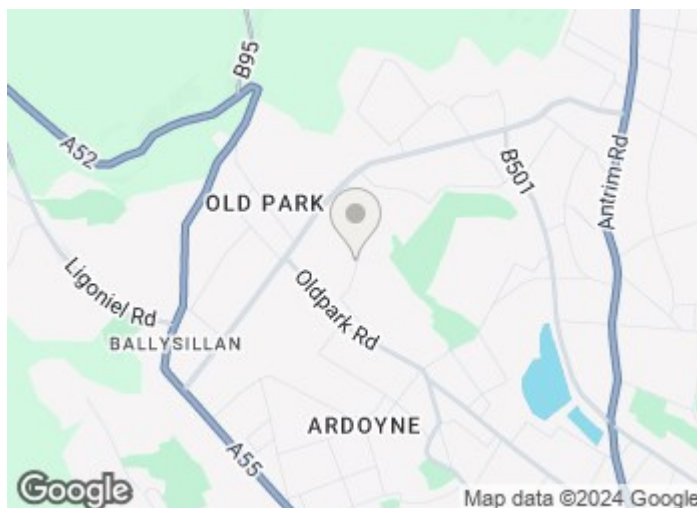 B95
A52
OLD PARK
B501
Antrim Rd
Ligoniel Rd
Oldpark Rd
BALLYSILLAN
ARDOYNE
A55
Google
Map data ©2024 Google